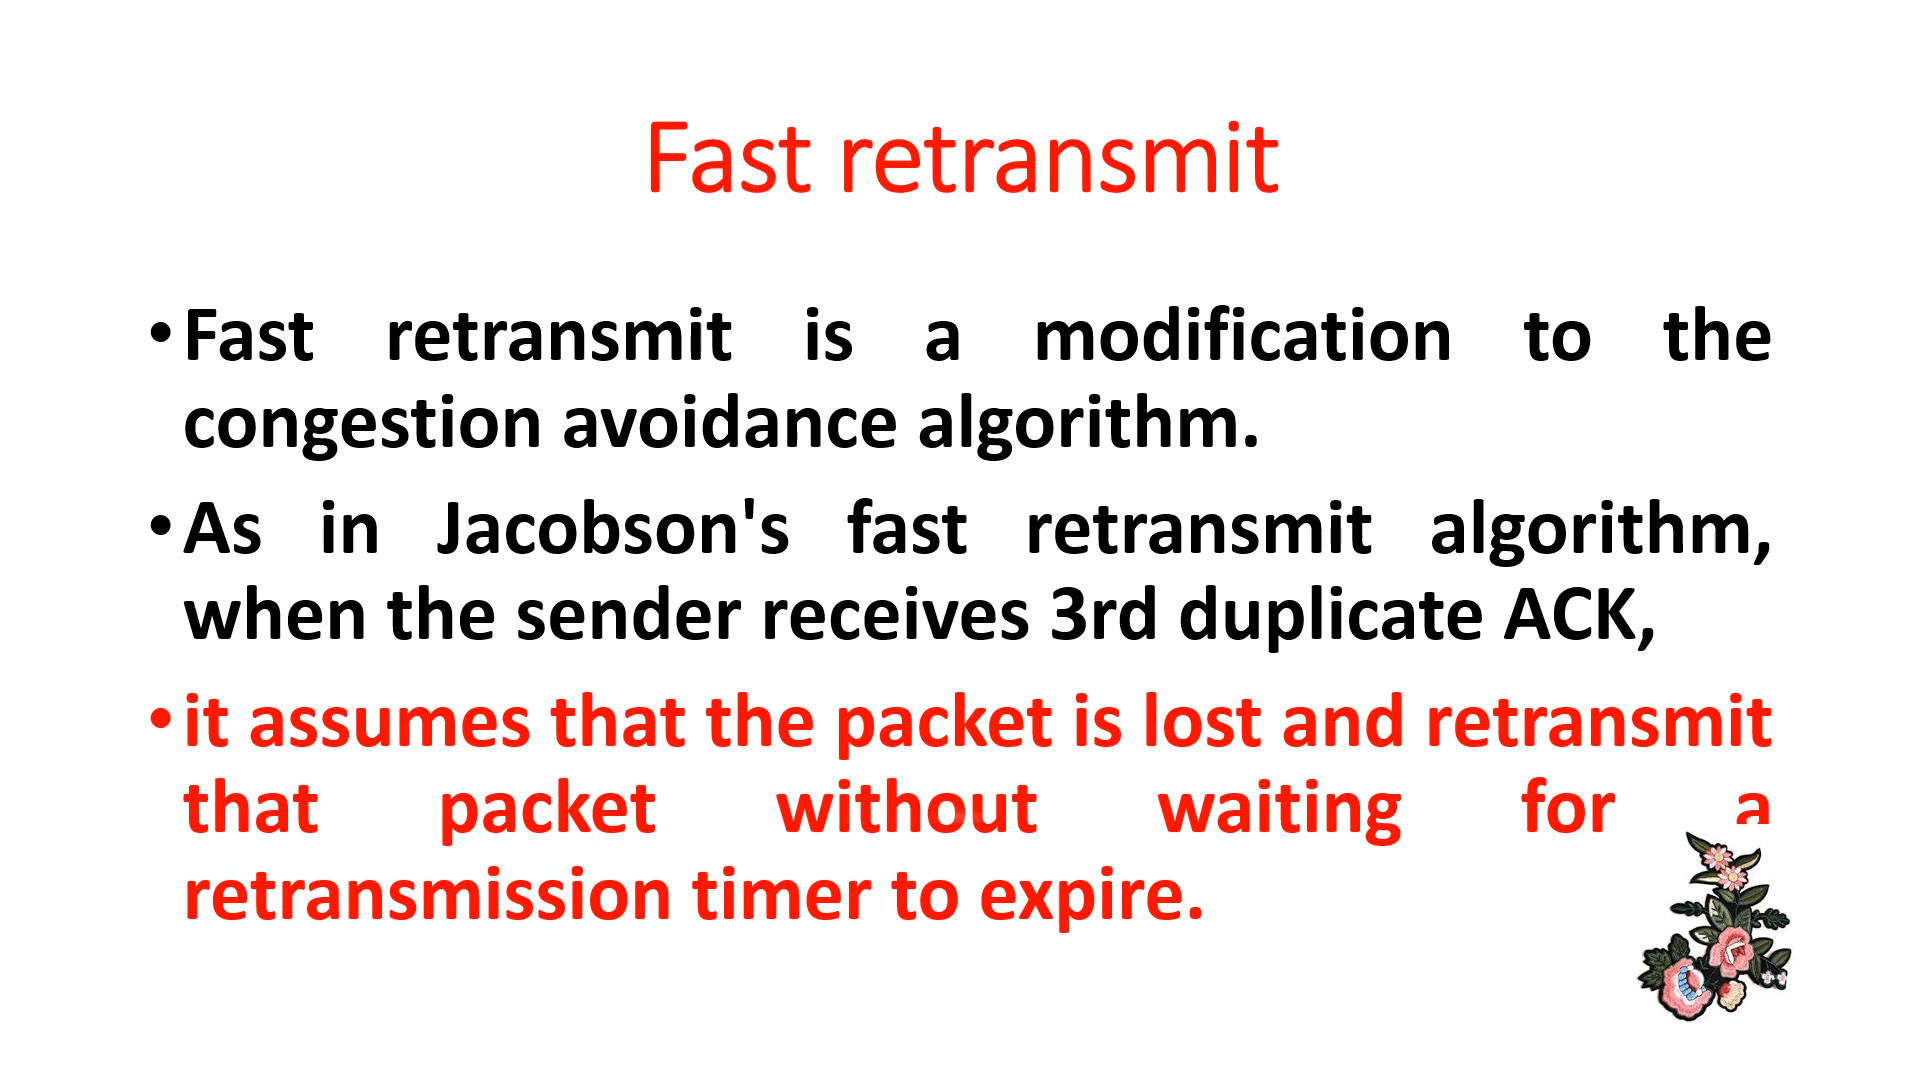 Fast retransmit
•Fast retransmit is a modification to the
congestion avoidance algorithm.
•As in Jacobson's fast retransmit algorithm,
when the sender receives 3rd duplicate ACK,
•it assumes that the packet is lost and retransmit
that packet without waiting for a
retransmission timer to expire.